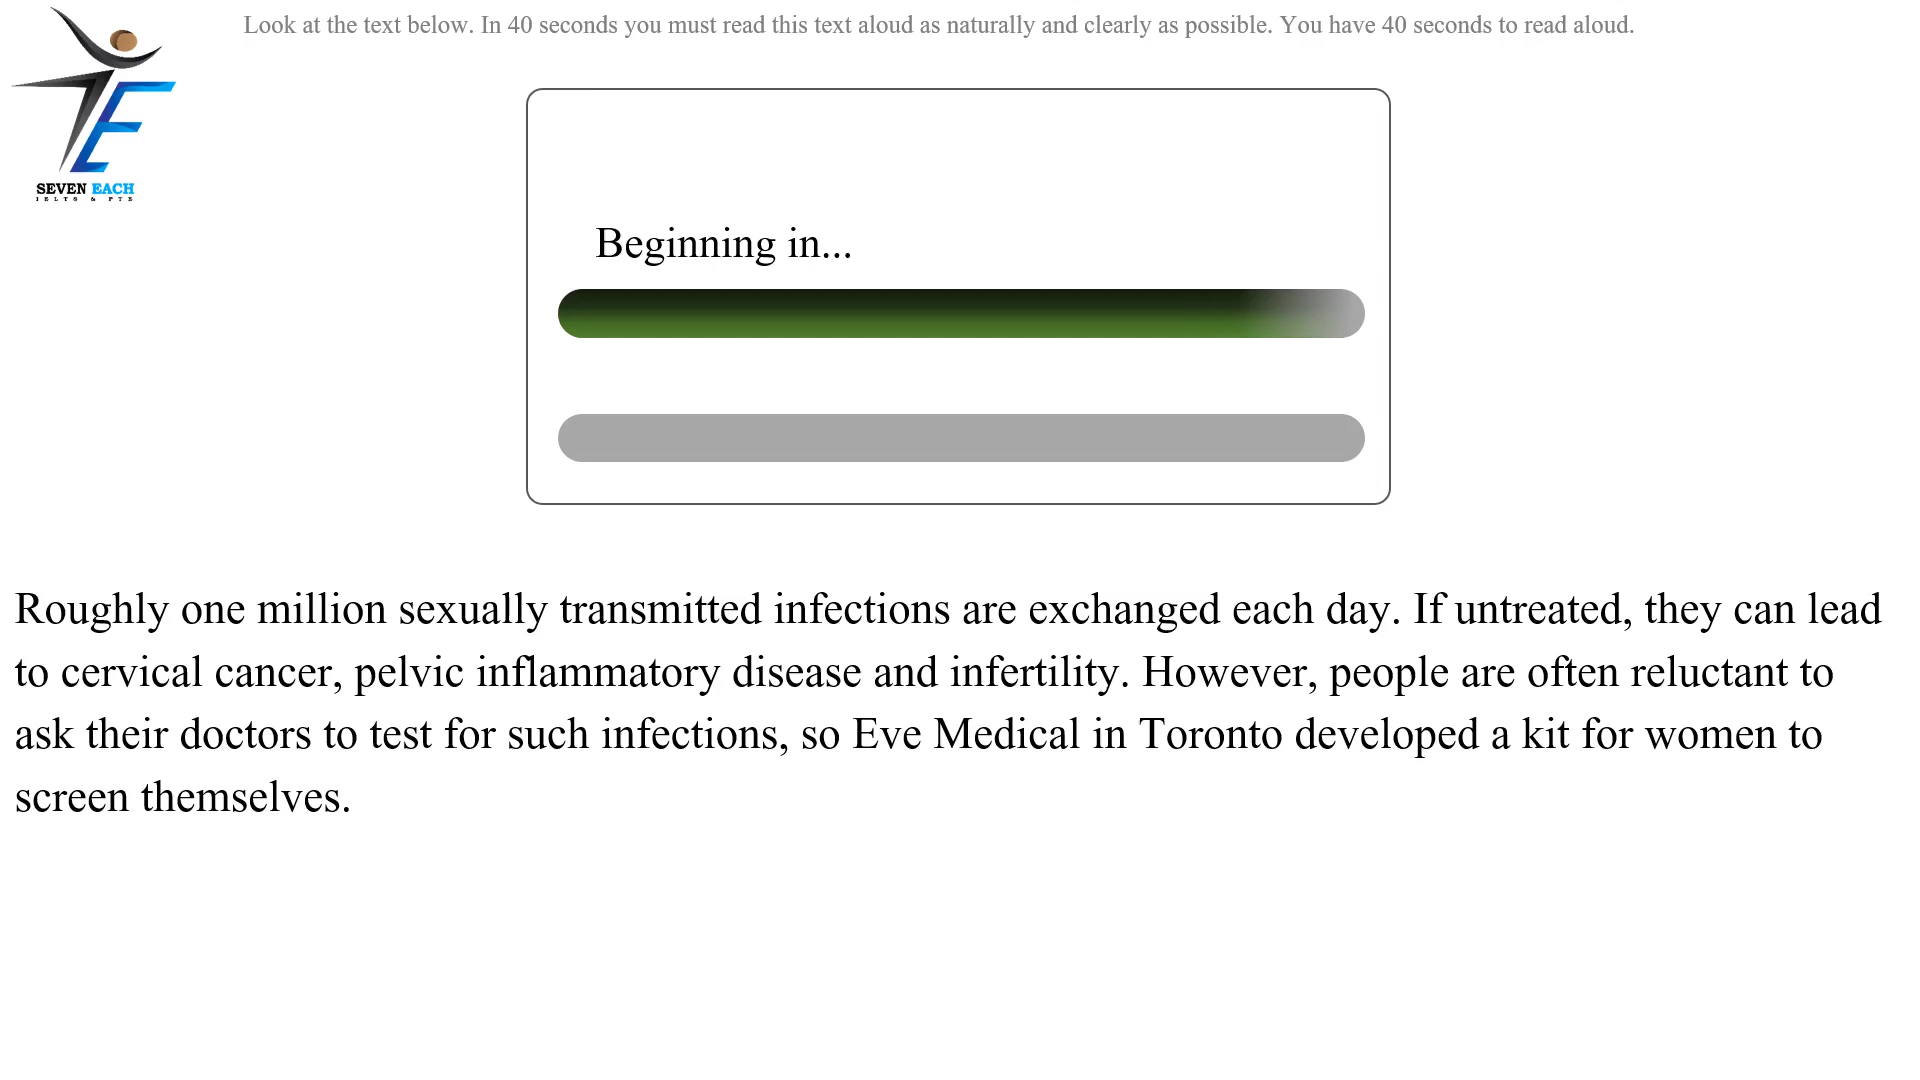 Look at the text below. In 40 seconds you must read this text aloud as naturally and clearly as possible. You have 40 seconds to read aloud.
SEVEN EACH
IELTS & PTE
Beginning in...
Roughly one million sexually transmitted infections are exchanged each day. If untreated, they can lead
to cervical cancer, pelvic inflammatory disease and infertility. However, people are often reluctant to
ask their doctors to test for such infections, so Eve Medical in Toronto developed a kit for women to
screen themselves.